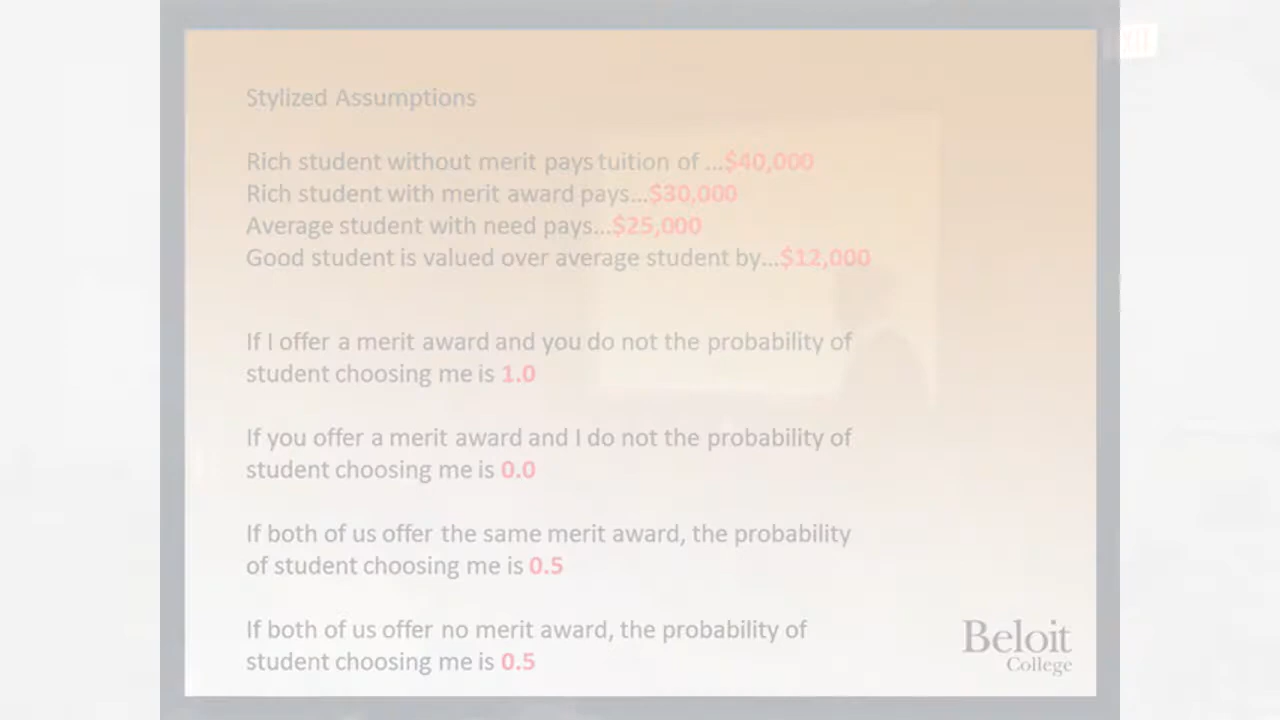 Stylized Assumptions
Rich student without merit pays tuition of ...$40,000
Rich student with merit award pays...$30,000
Average student with need pays...$25,000
Good student is valued over average student by...$12,000
If I offer a merit award and you do not the probability of
student choosing me is 1.0
If you offer a merit award and I do not the probability of
student choosing me is 0.0
If both of us offer the same merit award, the probability
of student choosing me is 0.5
If both of us offer no merit award, the probability of
student choosing me is 0.5
Beloit
College